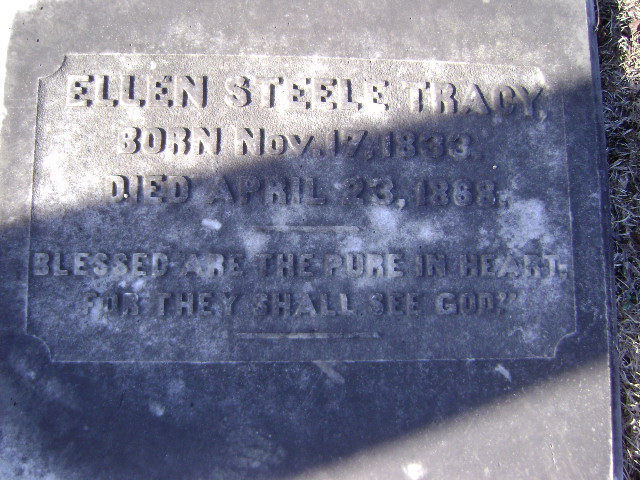 ELLEN STEELE TRACY,
BORN NOV. 17, 1833.
DIED APRIL 23, 1868.
BLESSED ARE THE PURE IN HEART.
FOR THEY SHALL SEE GOD."